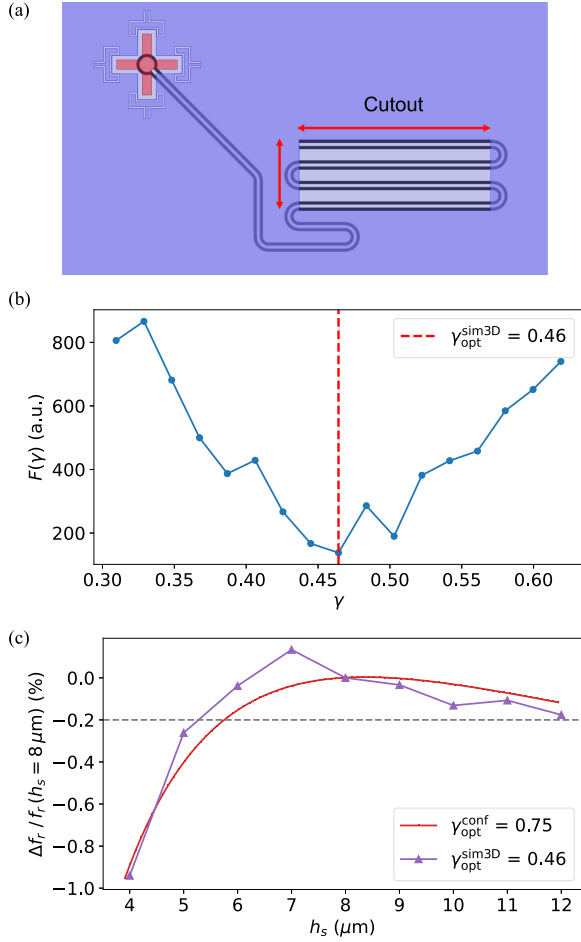 (a)
Cutout
(b)
800
600
400
200
F(γ) (a.u.)
γ_opt^sim3D = 0.46
0.30 0.35 0.40 0.45 0.50 0.55 0.60
γ
(c)
0.0
−0.2
−0.4
−0.6
−0.8
−1.0
Δf_r / f_r (h_s = 8 μm) (%)
γ_opt^conf = 0.75
γ_opt^sim3D = 0.46
4 5 6 7 8 9 10 11 12
h_s (μm)